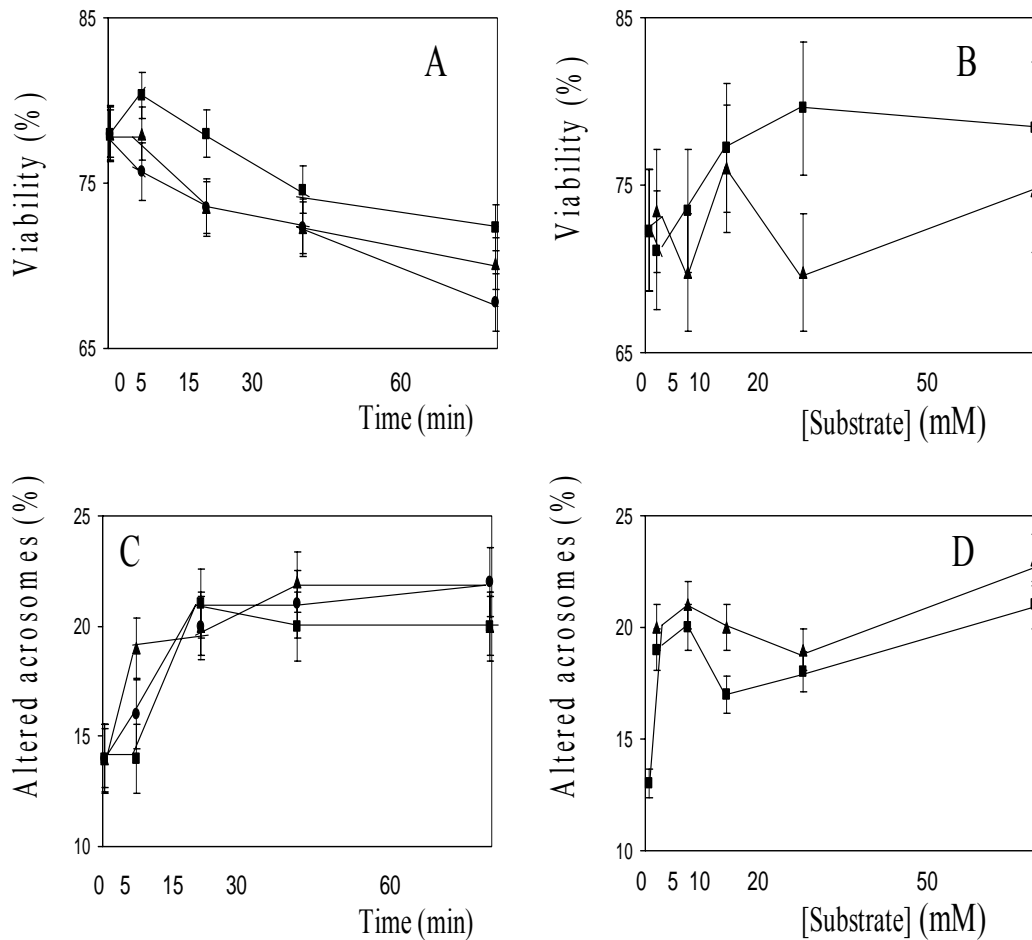 85
A
75
65
Viability (%)
0 5 15 30 60
Time (min)
85
B
75
65
Viability (%)
0 5 10 20 50
[Substrate] (mM)
25
C
20
15
10
Altered acrosomes (%)
0 5 15 30 60
Time (min)
25
D
20
15
10
Altered acrosomes (%)
0 5 10 20 50
[Substrate] (mM)